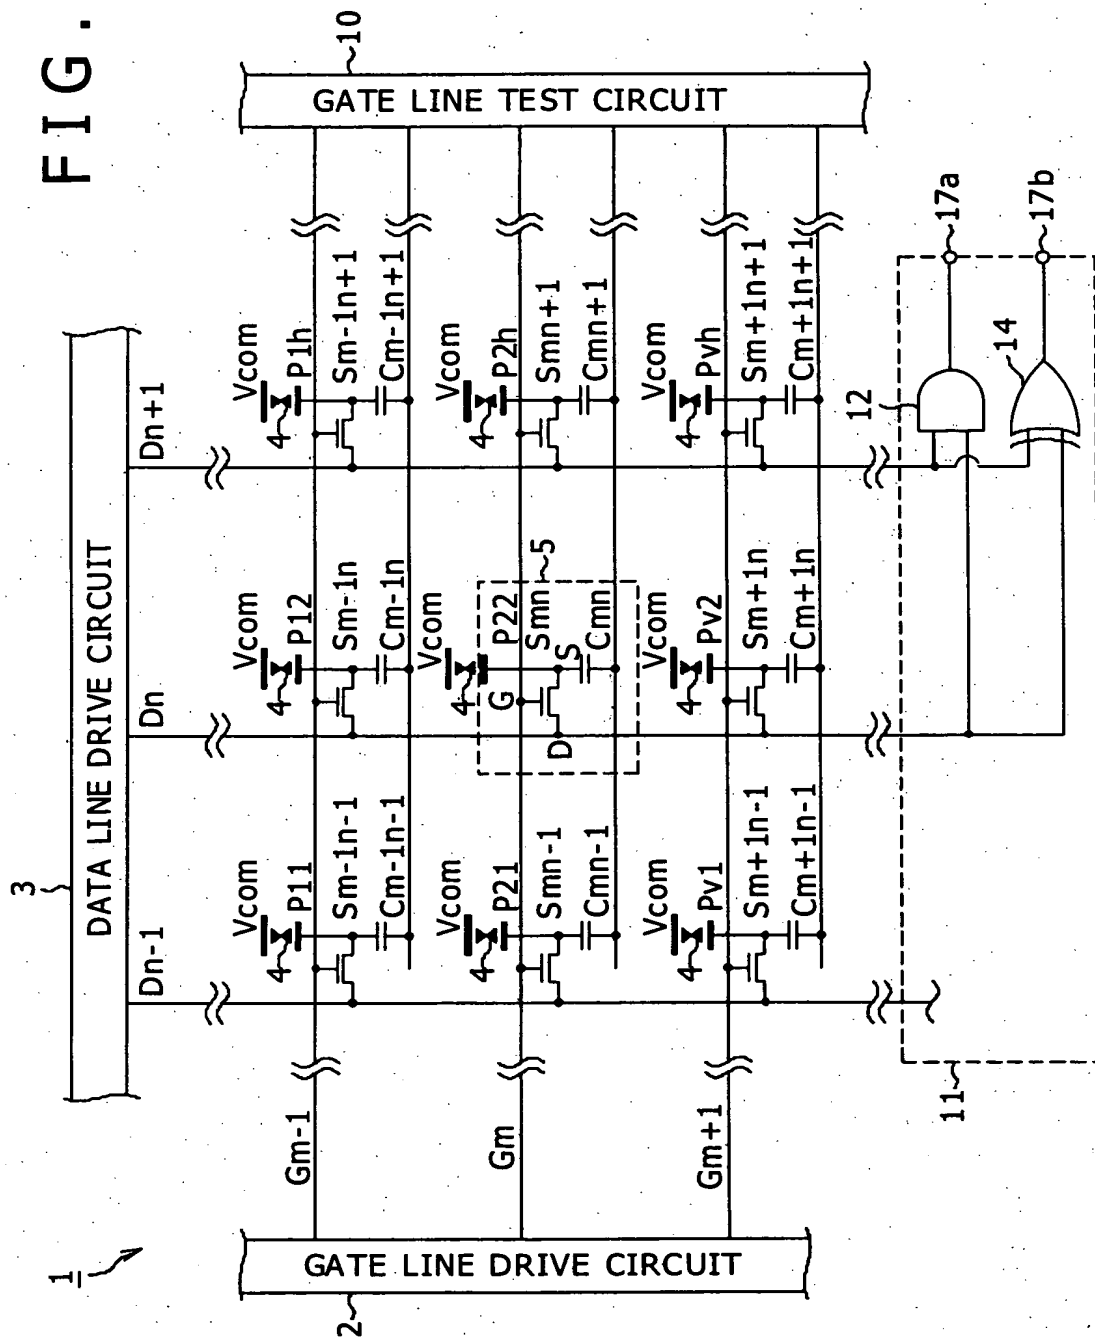 FIG.
1
3
DATA LINE DRIVE CIRCUIT
Dn-1
Dn
Dn+1
2
GATE LINE DRIVE CIRCUIT
10
GATE LINE TEST CIRCUIT
Gm-1
Vcom
4
P11
Sm-1n-1
Cm-1n-1
Vcom
4
P12
Sm-1n
Cm-1n
Vcom
4
P1h
Sm-1n+1
Cm-1n+1
Gm
Vcom
4
P21
Smn-1
Cmn-1
Vcom
4
P22
G
D
S
Smn
Cmn
5
Vcom
4
P2h
Smn+1
Cmn+1
Gm+1
Vcom
4
Pv1
Sm+1n-1
Cm+1n-1
Vcom
4
Pv2
Sm+1n
Cm+1n
Vcom
4
Pvh
Sm+1n+1
Cm+1n+1
11
12
14
17a
17b